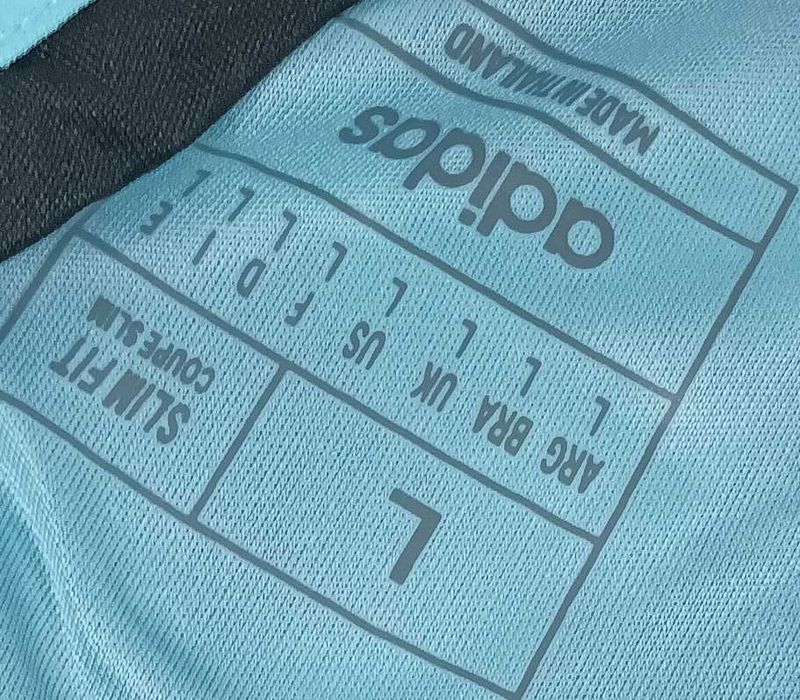 L
SLIM FIT
COUPE SLIM
ARG BRA UK US F D I E
L L L L L L L L
adidas
MADE IN THAILAND